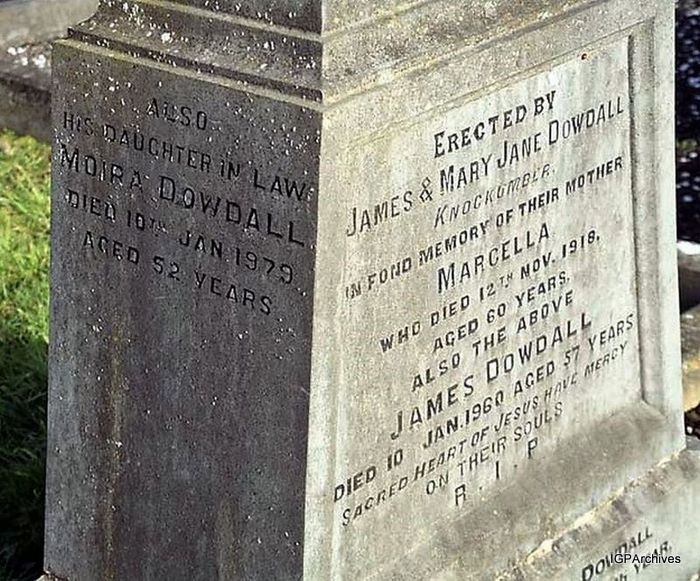 ALSO
HIS DAUGHTER IN LAW
MOIRA DOWDALL
DIED 10TH JAN 1979
AGED 52 YEARS
ERECTED BY
JAMES & MARY JANE DOWDALL
KNOCKUMBER.
IN FOND MEMORY OF THEIR MOTHER
MARCELLA
WHO DIED 12TH NOV. 1918,
AGED 60 YEARS.
ALSO THE ABOVE
JAMES DOWDALL
DIED 10 JAN. 1960 AGED 57 YEARS
SACRED HEART OF JESUS HAVE MERCY
ON THEIR SOULS
R. I. P
DOWDALL
YEAR.
IGPArchives